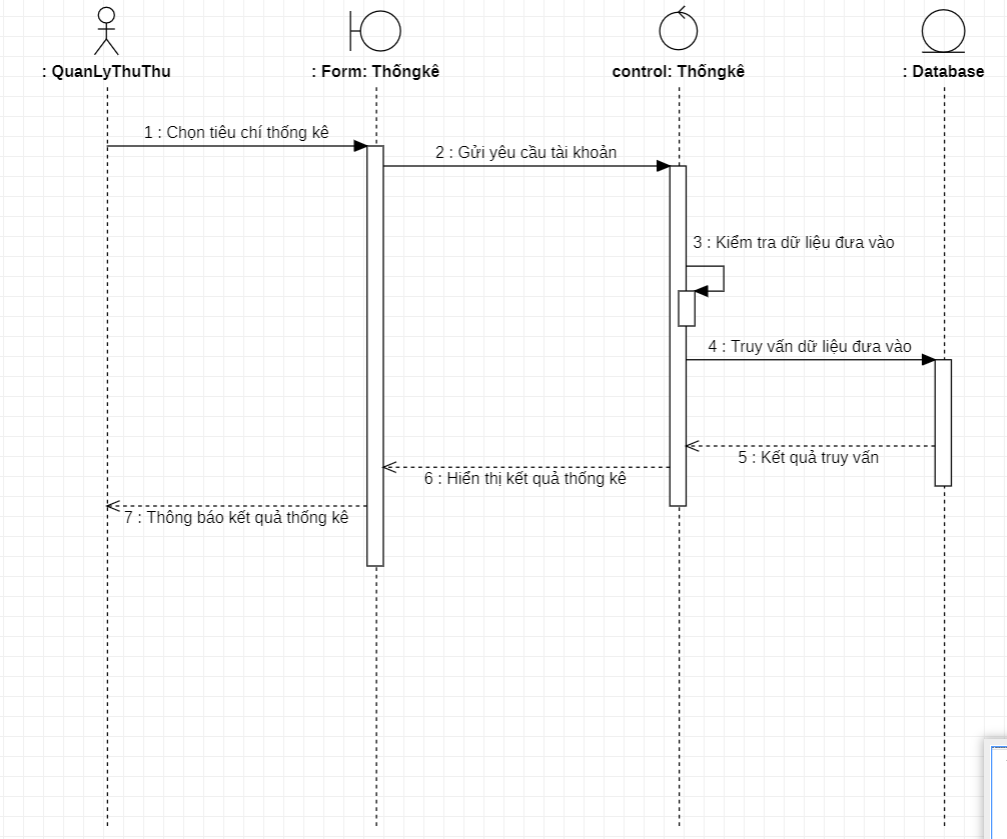 : QuanLyThuThu
: Form: Thốngkê
control: Thốngkê
: Database
1 : Chọn tiêu chí thống kê
2 : Gửi yêu cầu tài khoản
3 : Kiểm tra dữ liệu đưa vào
4 : Truy vấn dữ liệu đưa vào
5 : Kết quả truy vấn
6 : Hiển thị kết quả thống kê
7 : Thông báo kết quả thống kê